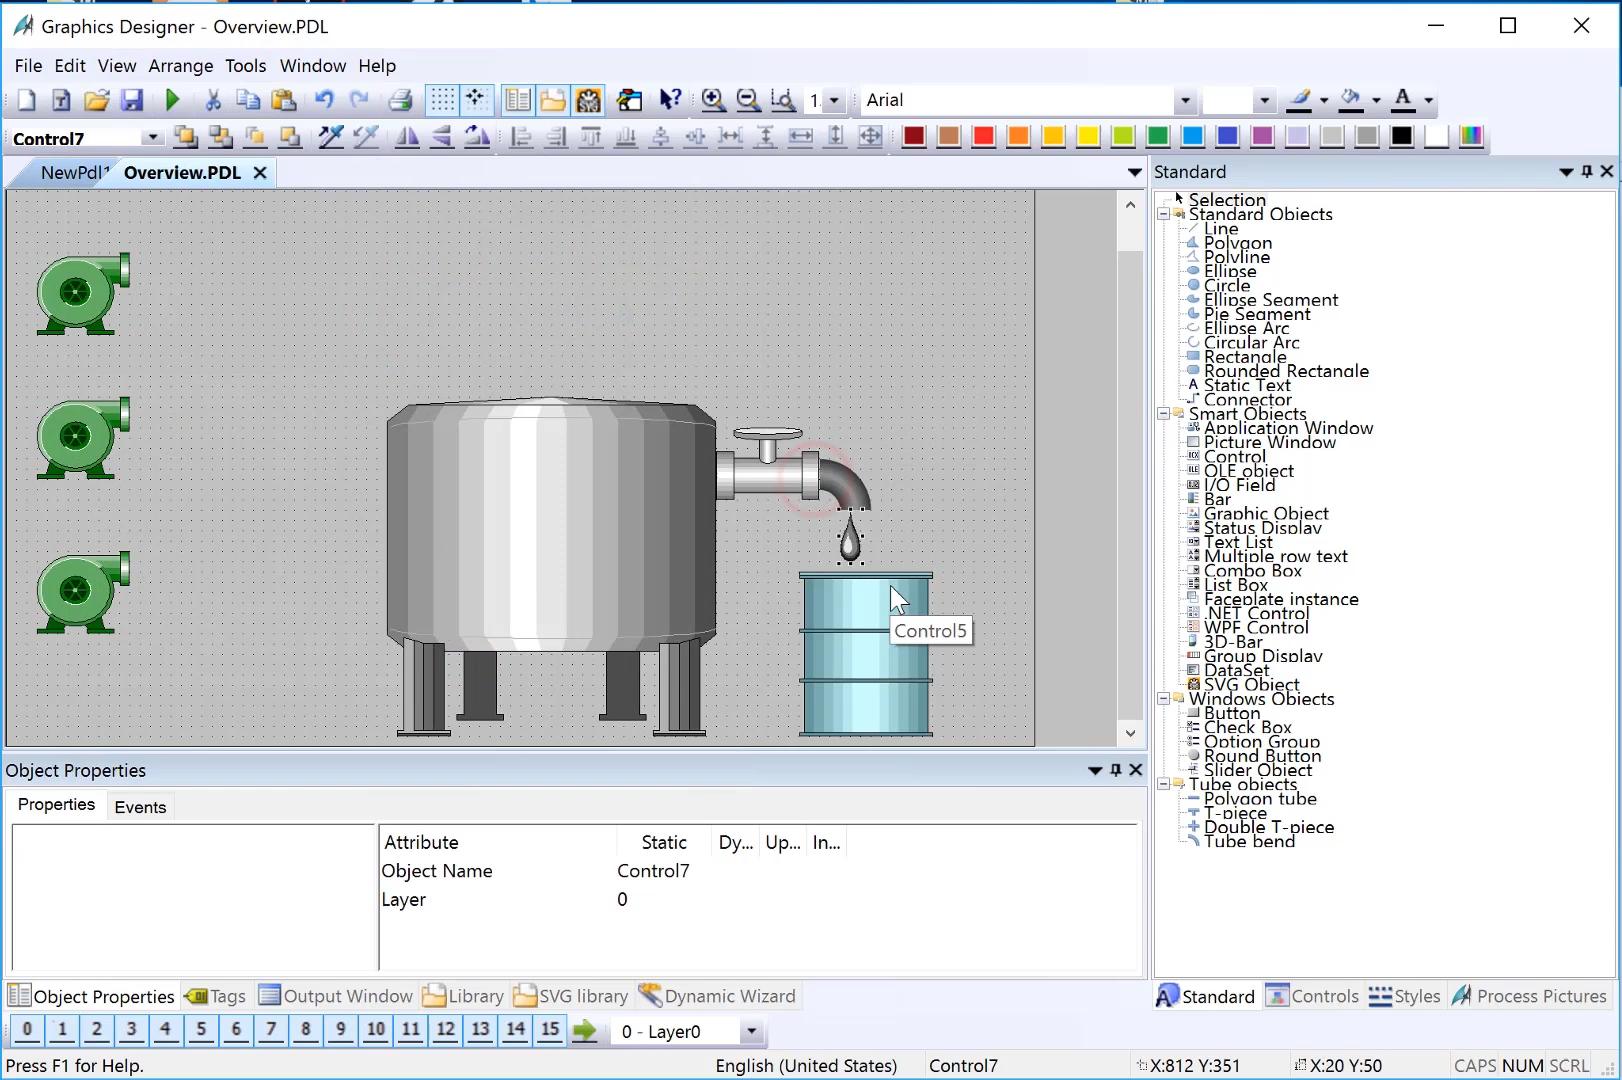 Graphics Designer - Overview.PDL
File Edit View Arrange Tools Window Help
1. Arial
Control7
NewPdl1 Overview.PDL
Standard
Selection
Standard Objects
Line
Polygon
Polyline
Ellipse
Circle
Ellipse Segment
Pie Segment
Ellipse Arc
Circular Arc
Rectangle
Rounded Rectangle
Static Text
Connector
Smart Objects
Application Window
Picture Window
Control
OLE object
I/O Field
Bar
Graphic Object
Status Display
Text List
Multiple row text
Combo Box
List Box
Faceplate instance
.NET Control
WPF Control
3D-Bar
Group Display
DataSet
SVG Object
Windows Objects
Button
Check Box
Option Group
Round Button
Slider Object
Tube objects
Polygon tube
T-piece
Double T-piece
Tube bend
Control5
Object Properties
Properties Events
Attribute Static Dy... Up... In...
Object Name Control7
Layer 0
Object Properties Tags Output Window Library SVG library Dynamic Wizard
Standard Controls Styles Process Pictures
0 1 2 3 4 5 6 7 8 9 10 11 12 13 14 15 0 - Layer0
Press F1 for Help. English (United States) Control7 X:812 Y:351 X:20 Y:50 CAPS NUM SCRL